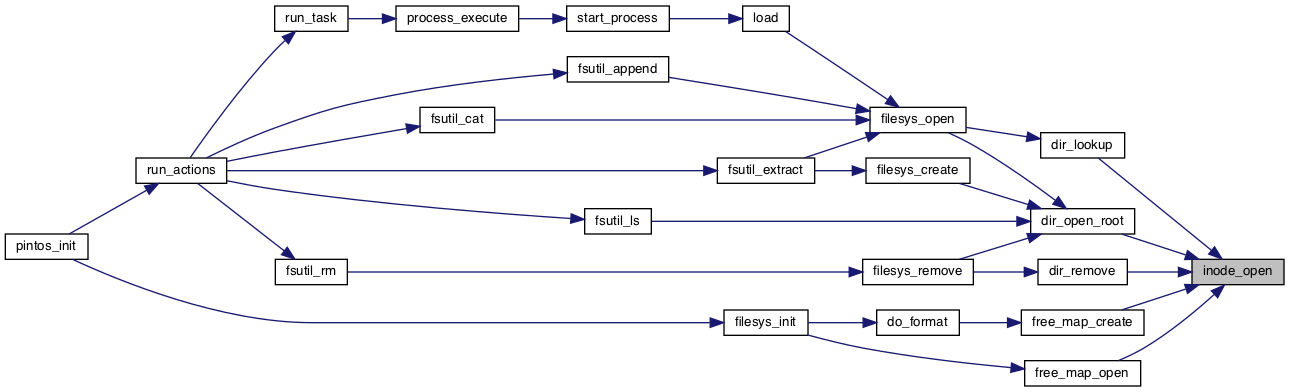 run_task
process_execute
start_process
load
fsutil_append
fsutil_cat
filesys_open
dir_lookup
run_actions
fsutil_extract
filesys_create
fsutil_ls
dir_open_root
pintos_init
fsutil_rm
filesys_remove
dir_remove
inode_open
filesys_init
do_format
free_map_create
free_map_open